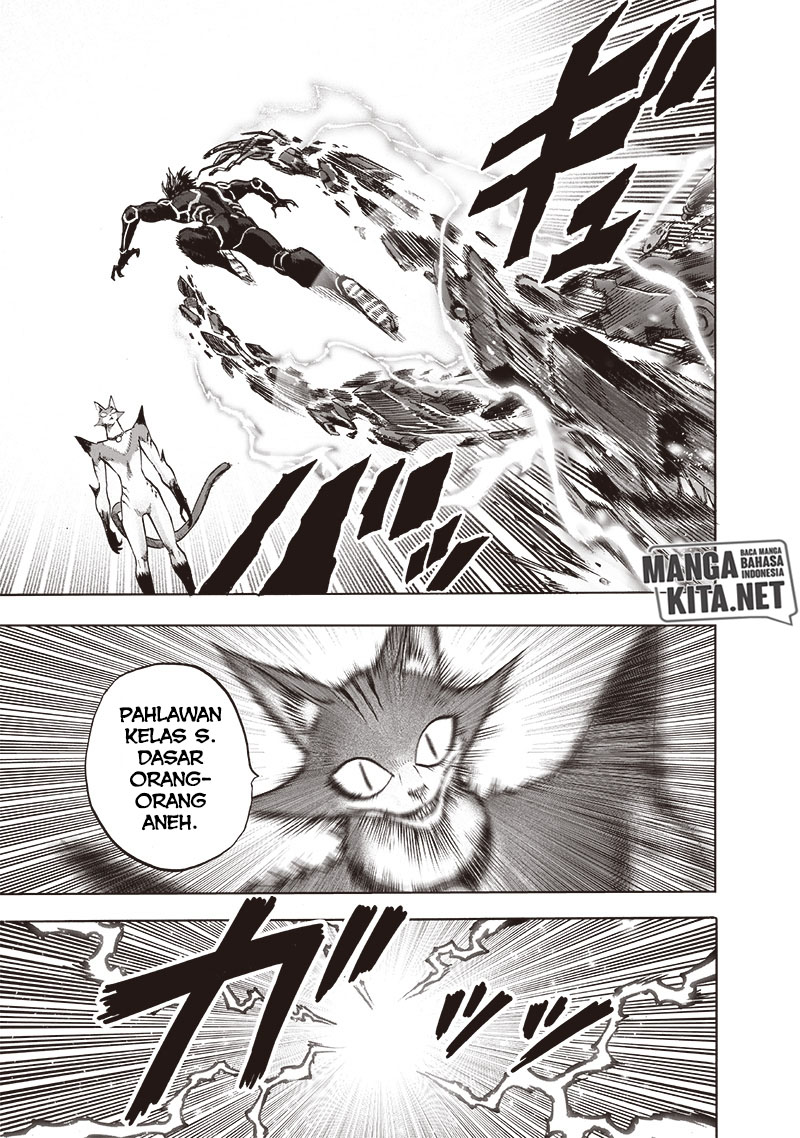 ギュ
バッ
MANGA
KITA.NET
BACA MANGA
BAHASA
INDONESIA
PAHLAWAN
KELAS S.
DASAR
ORANG-
ORANG
ANEH.
ガッ